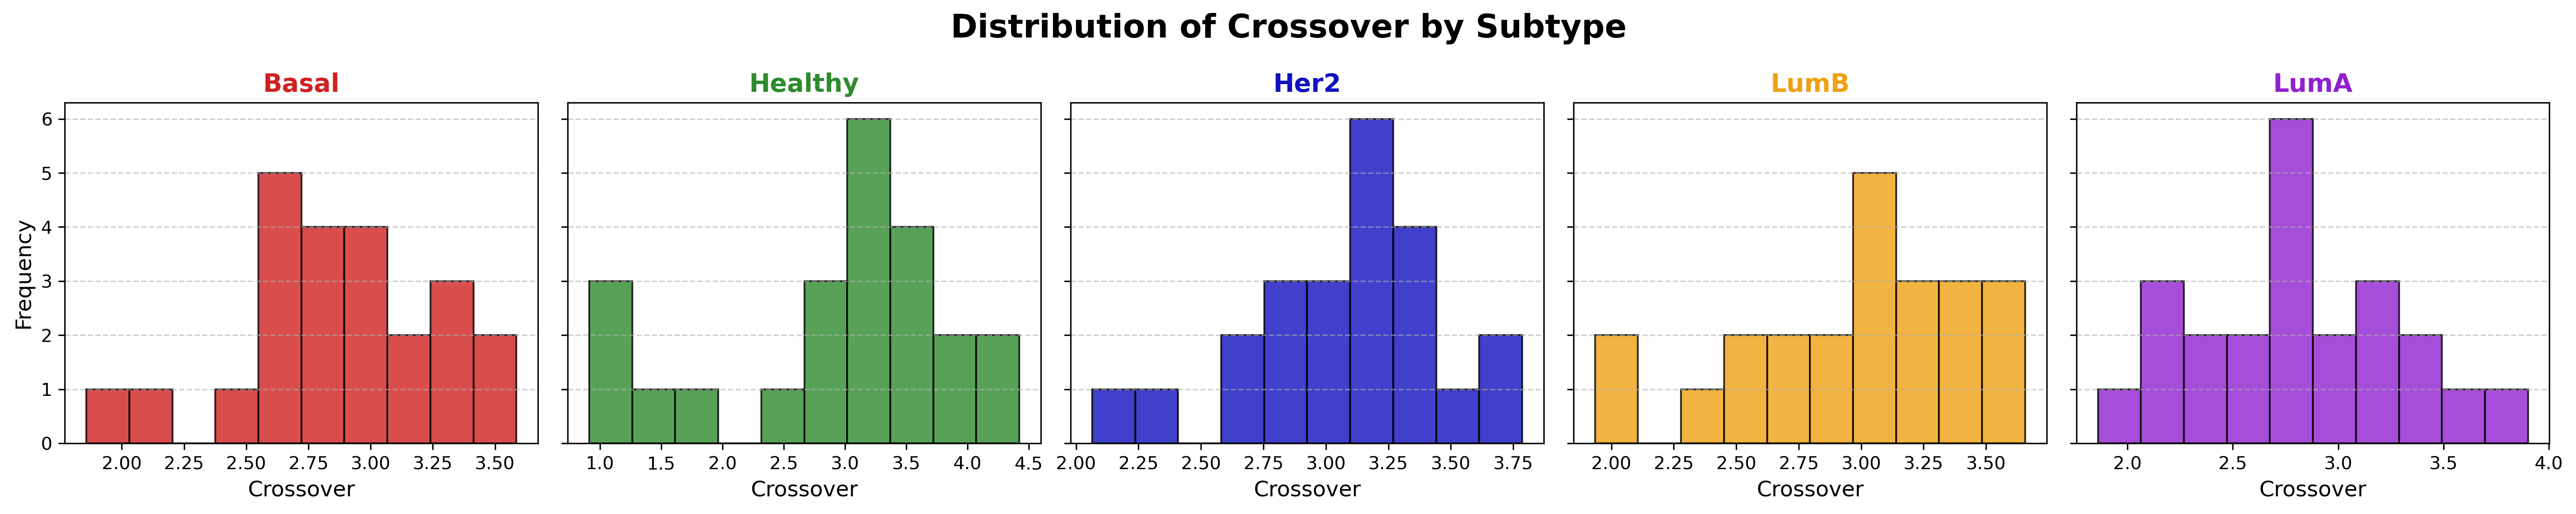 Distribution of Crossover by Subtype
Basal
Healthy
Her2
LumB
LumA
Frequency
6
5
4
3
2
1
0
2.00 2.25 2.50 2.75 3.00 3.25 3.50
1.0 1.5 2.0 2.5 3.0 3.5 4.0 4.5
2.00 2.25 2.50 2.75 3.00 3.25 3.50 3.75
2.00 2.25 2.50 2.75 3.00 3.25 3.50
2.0 2.5 3.0 3.5 4.0
Crossover
Crossover
Crossover
Crossover
Crossover